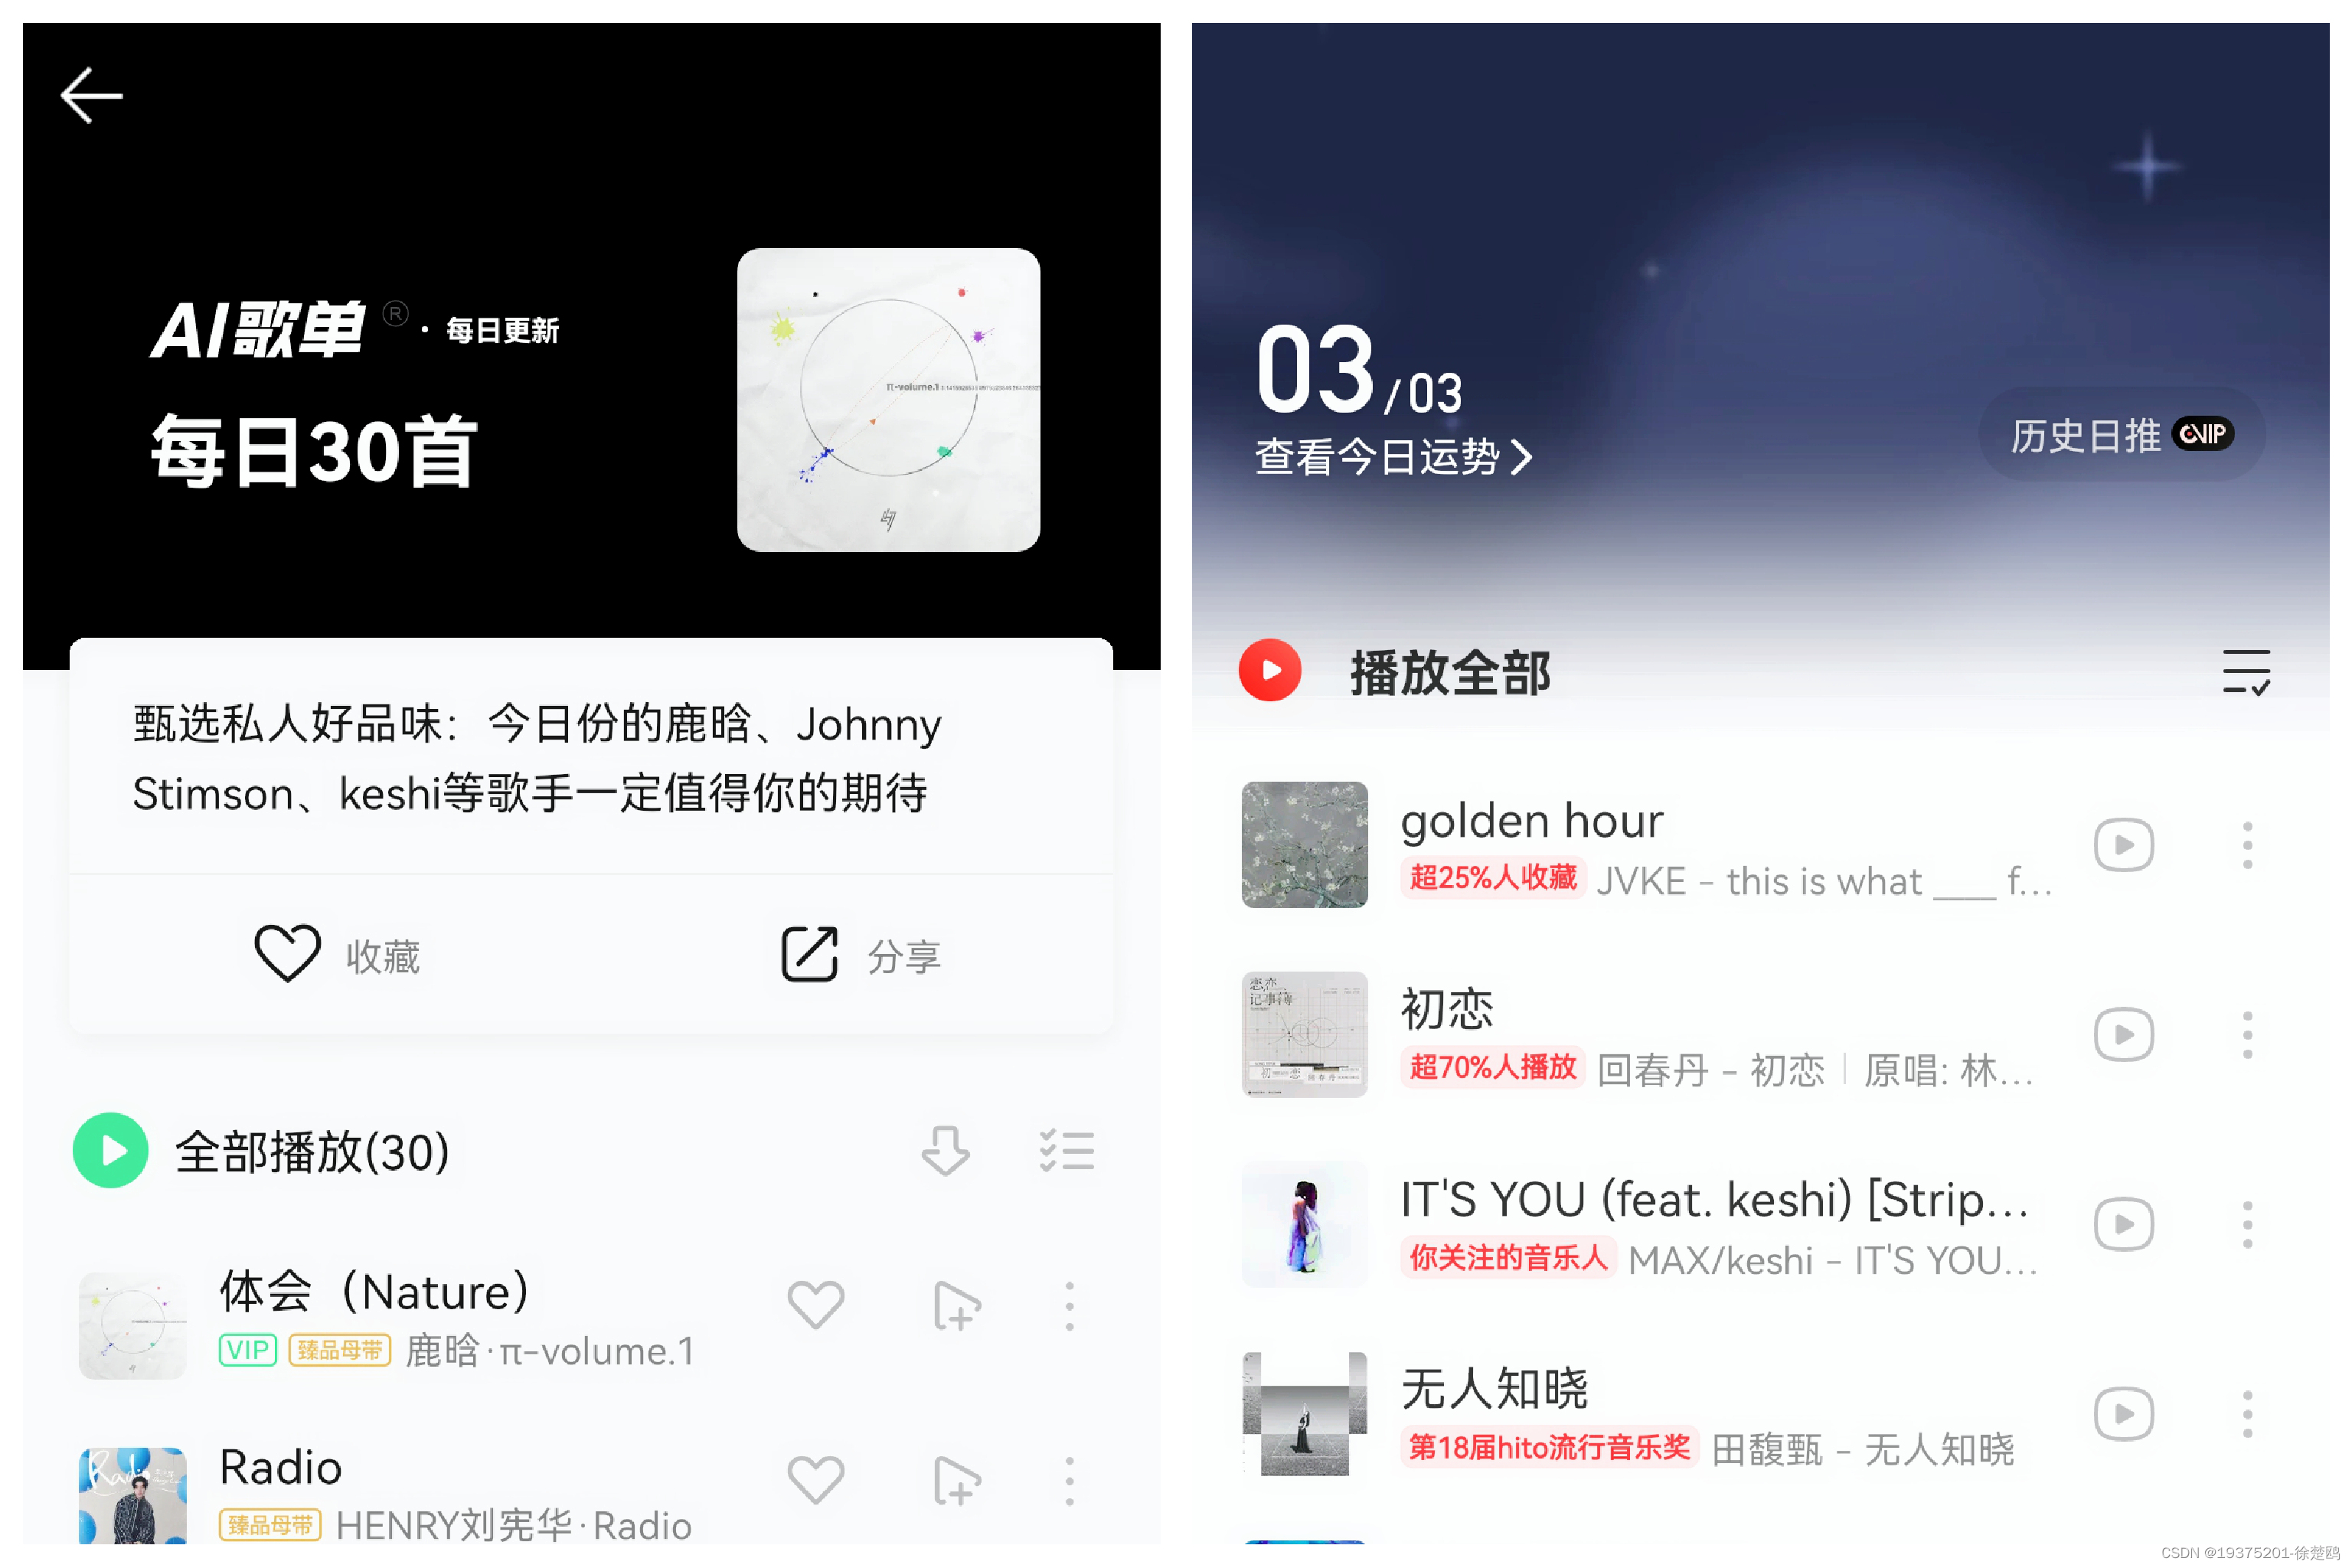 AI歌单 ® · 每日更新
每日30首
π-volume.1
甄选私人好品味：今日份的鹿晗、Johnny
Stimson、keshi等歌手一定值得你的期待
收藏
分享
全部播放(30)
体会（Nature）
VIP 臻品母带 鹿晗·π-volume.1
Radio
Radio
臻品母带 HENRY刘宪华·Radio
03/03
查看今日运势
历史日推 VIP
播放全部
golden hour
超25%人收藏 JVKE - this is what ____ f...
恋恋
记事簿
初恋
初恋
超70%人播放 回春丹 - 初恋 | 原唱: 林...
IT'S YOU (feat. keshi) [Strip...
你关注的音乐人 MAX/keshi - IT'S YOU...
无人知晓
第18届hito流行音乐奖 田馥甄 - 无人知晓
CSDN @19375201-徐楚鸥